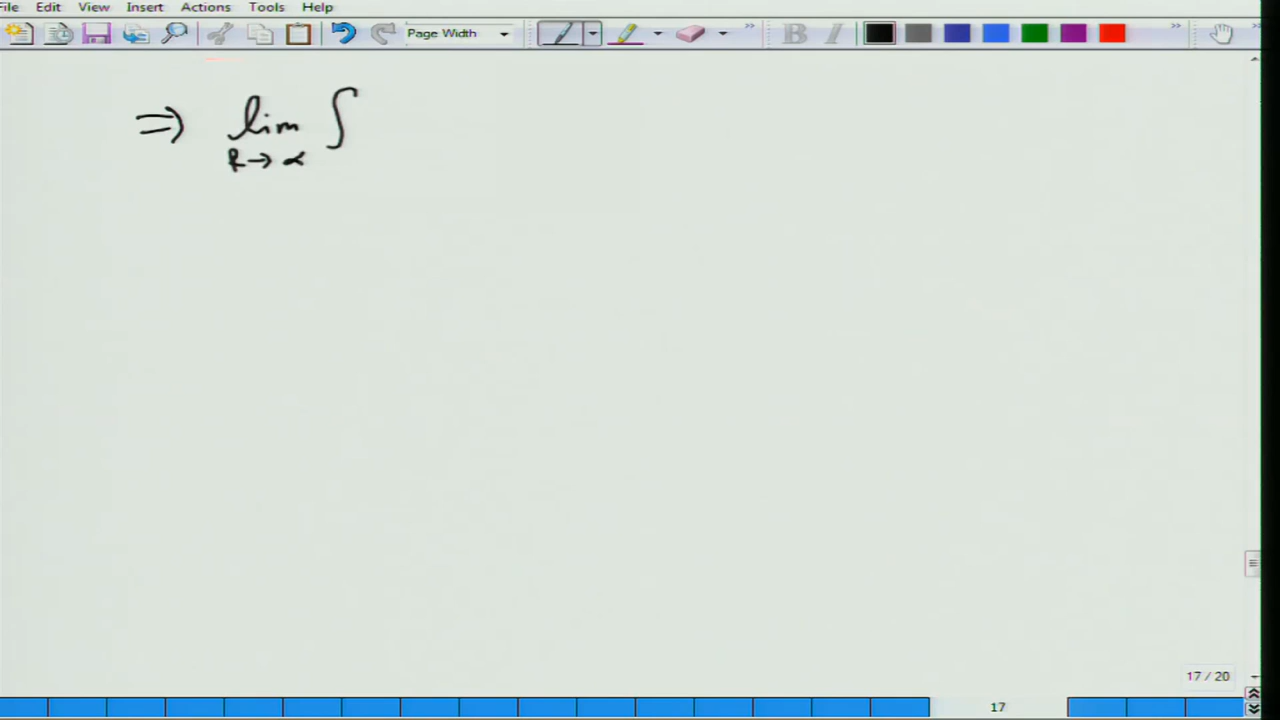 File Edit View Insert Actions Tools Help
Page Width B I
⇒ lim ∫
R→∝
17 / 20
17